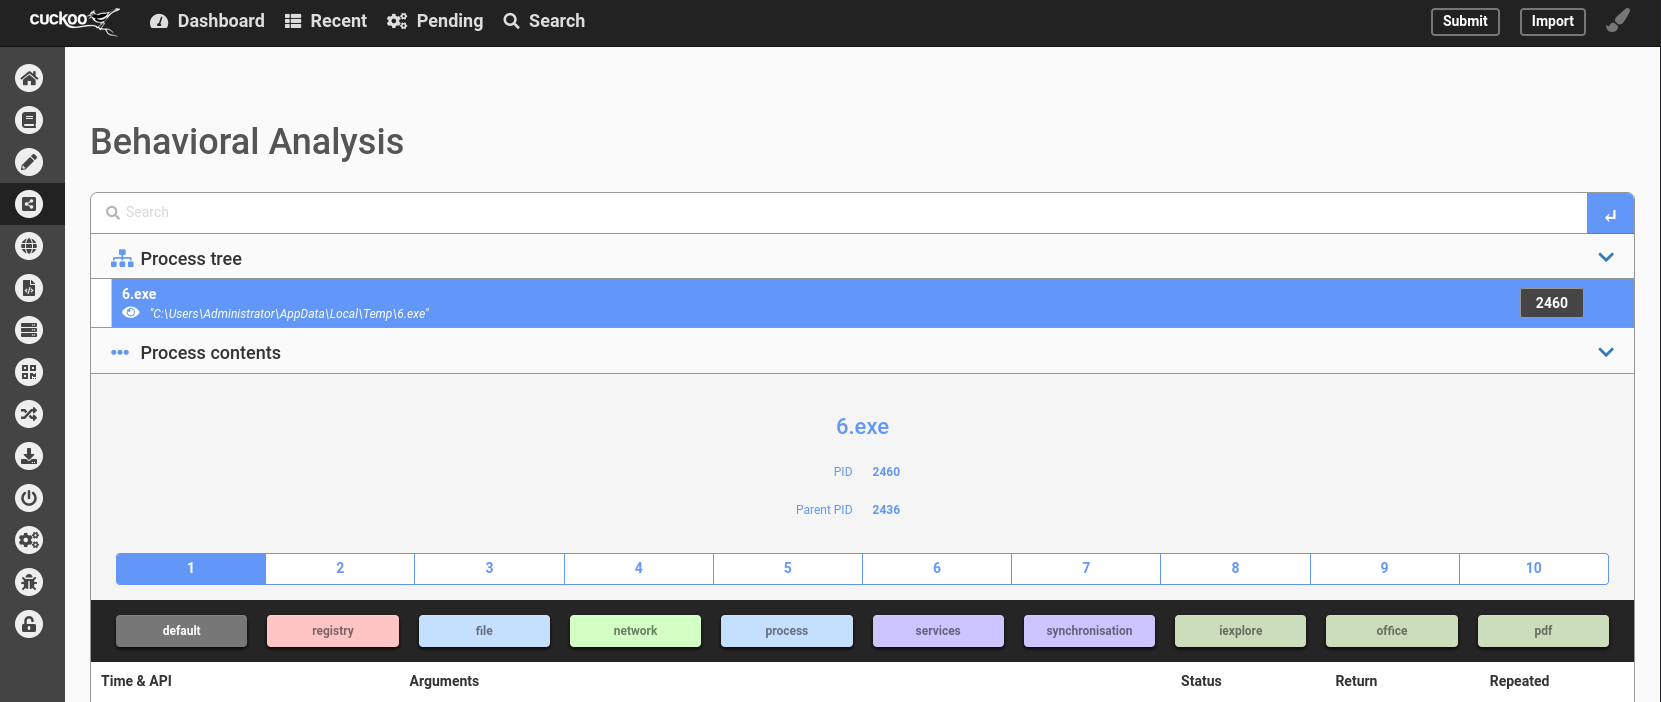 cuckoo Dashboard Recent Pending Search Submit Import
Behavioral Analysis
Search
Process tree
6.exe
"C:\Users\Administrator\AppData\Local\Temp\6.exe"
2460
Process contents
6.exe
PID 2460
Parent PID 2436
1 2 3 4 5 6 7 8 9 10
default registry file network process services synchronisation iexplore office pdf
Time & API Arguments Status Return Repeated